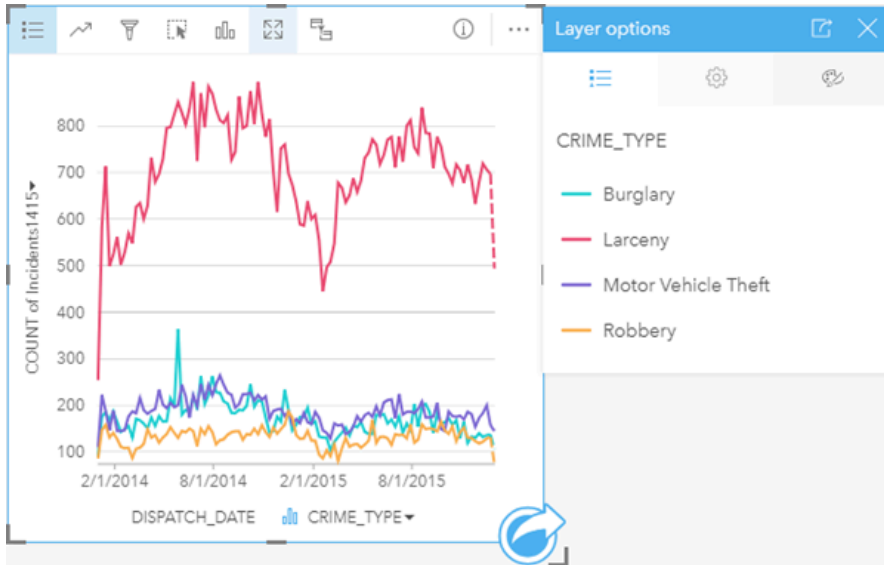 Layer options
CRIME_TYPE
Burglary
Larceny
Motor Vehicle Theft
Robbery
COUNT of Incidents1415
800
700
600
500
400
300
200
100
2/1/2014 8/1/2014 2/1/2015 8/1/2015
DISPATCH_DATE CRIME_TYPE